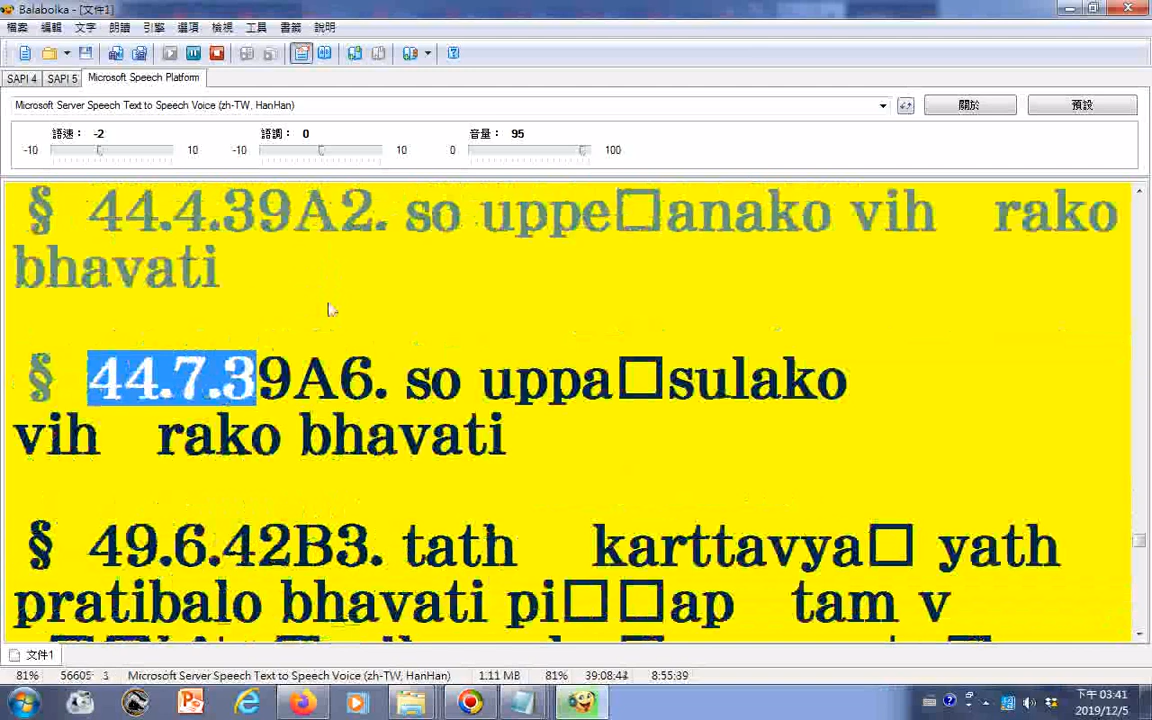 Balabolka - [文件1]
檔案 編輯 文字 朗讀 引擎 選項 檢視 工具 書籤 說明
SAPI 4 SAPI 5 Microsoft Speech Platform
Microsoft Server Speech Text to Speech Voice (zh-TW, HanHan) 關於 預設
語速： -2 語調： 0 音量： 95
-10 10 -10 10 0 100
§ 44.4.39A2. so uppe□anako vih rako
bhavati
§ 44.7.39A6. so uppa□sulako
vih rako bhavati
§ 49.6.42B3. tath karttavya□ yath
pratibalo bhavati pi□□ap tam v
文件1
81% 56605 Microsoft Server Speech Text to Speech Voice (zh-TW, HanHan) 1.11 MB 81% 39:08:44 8:55:39
下午 03:41
2019/12/5